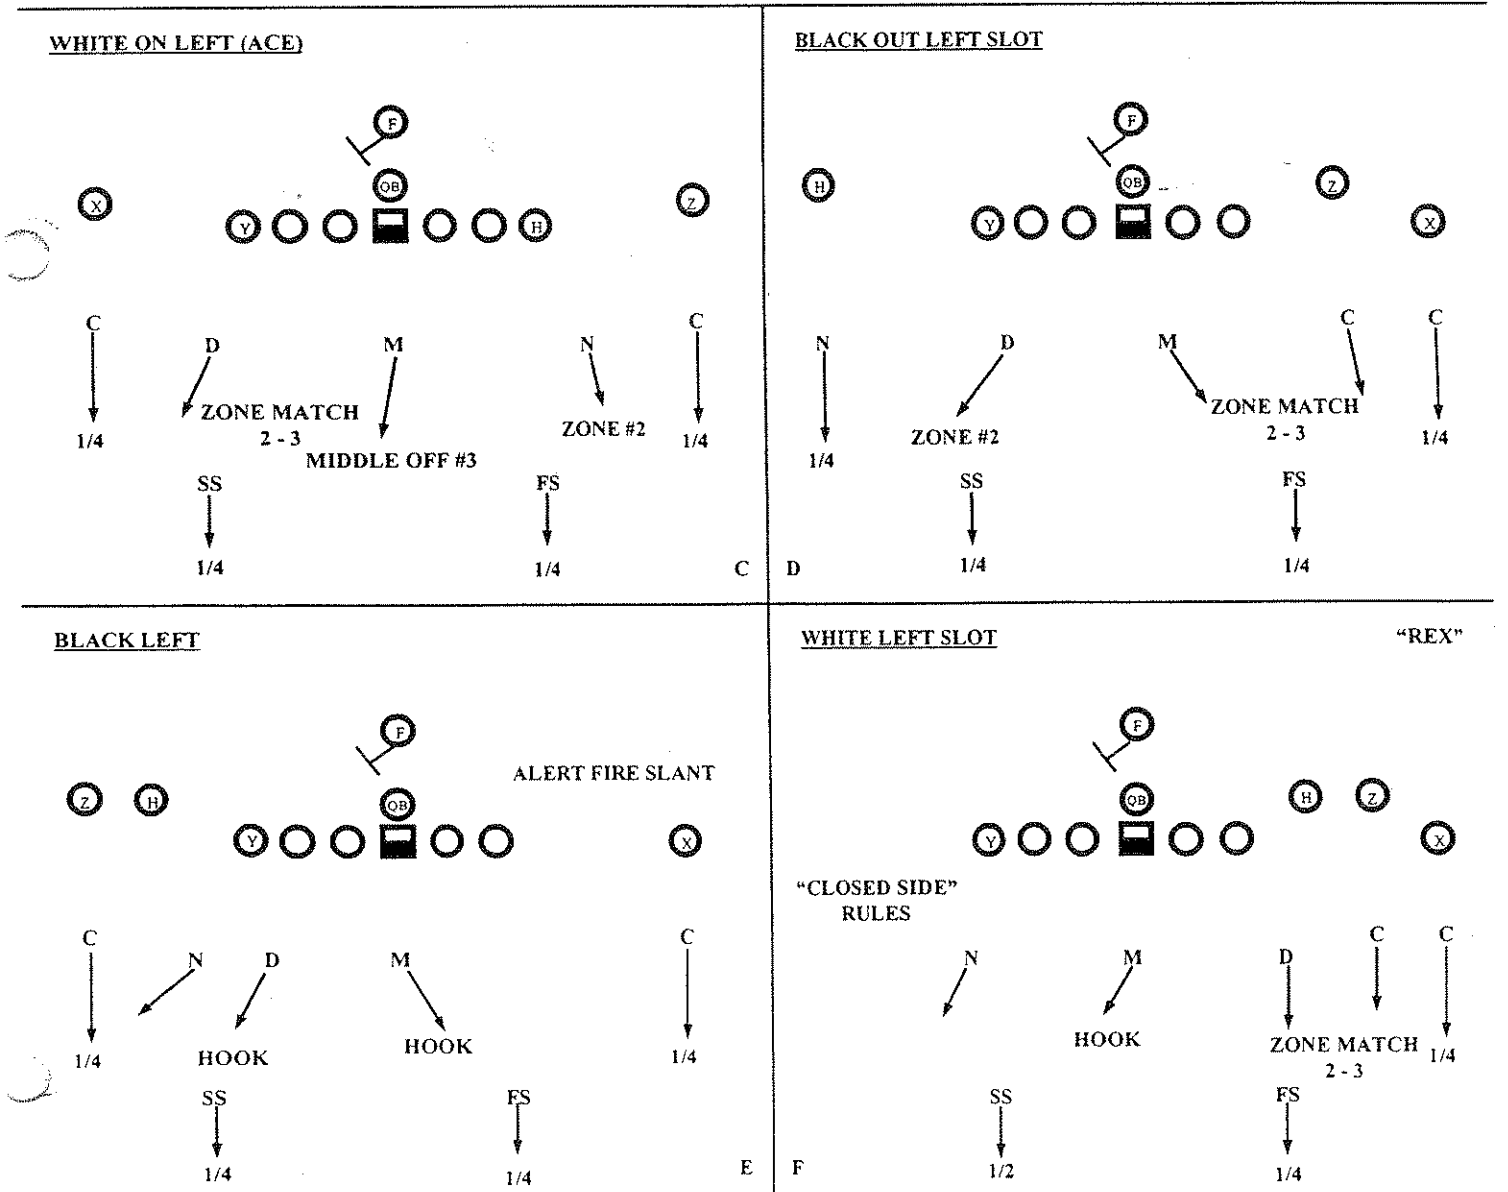 WHITE ON LEFT (ACE)
F
QB
X
Z
Y
H
C
D
M
N
C
ZONE MATCH
2 - 3
1/4
MIDDLE OFF #3
ZONE #2
1/4
SS
FS
1/4
1/4
C
BLACK OUT LEFT SLOT
F
H
QB
Z
Y
X
N
D
M
C
C
ZONE MATCH
2 - 3
ZONE #2
1/4
1/4
SS
FS
1/4
1/4
D
BLACK LEFT
F
ALERT FIRE SLANT
Z
H
QB
Y
X
C
N
D
M
C
1/4
HOOK
HOOK
1/4
SS
FS
1/4
1/4
E
WHITE LEFT SLOT
"REX"
F
QB
H
Z
Y
X
"CLOSED SIDE"
RULES
N
M
D
C
C
HOOK
ZONE MATCH
2 - 3
1/4
SS
FS
1/2
1/4
F